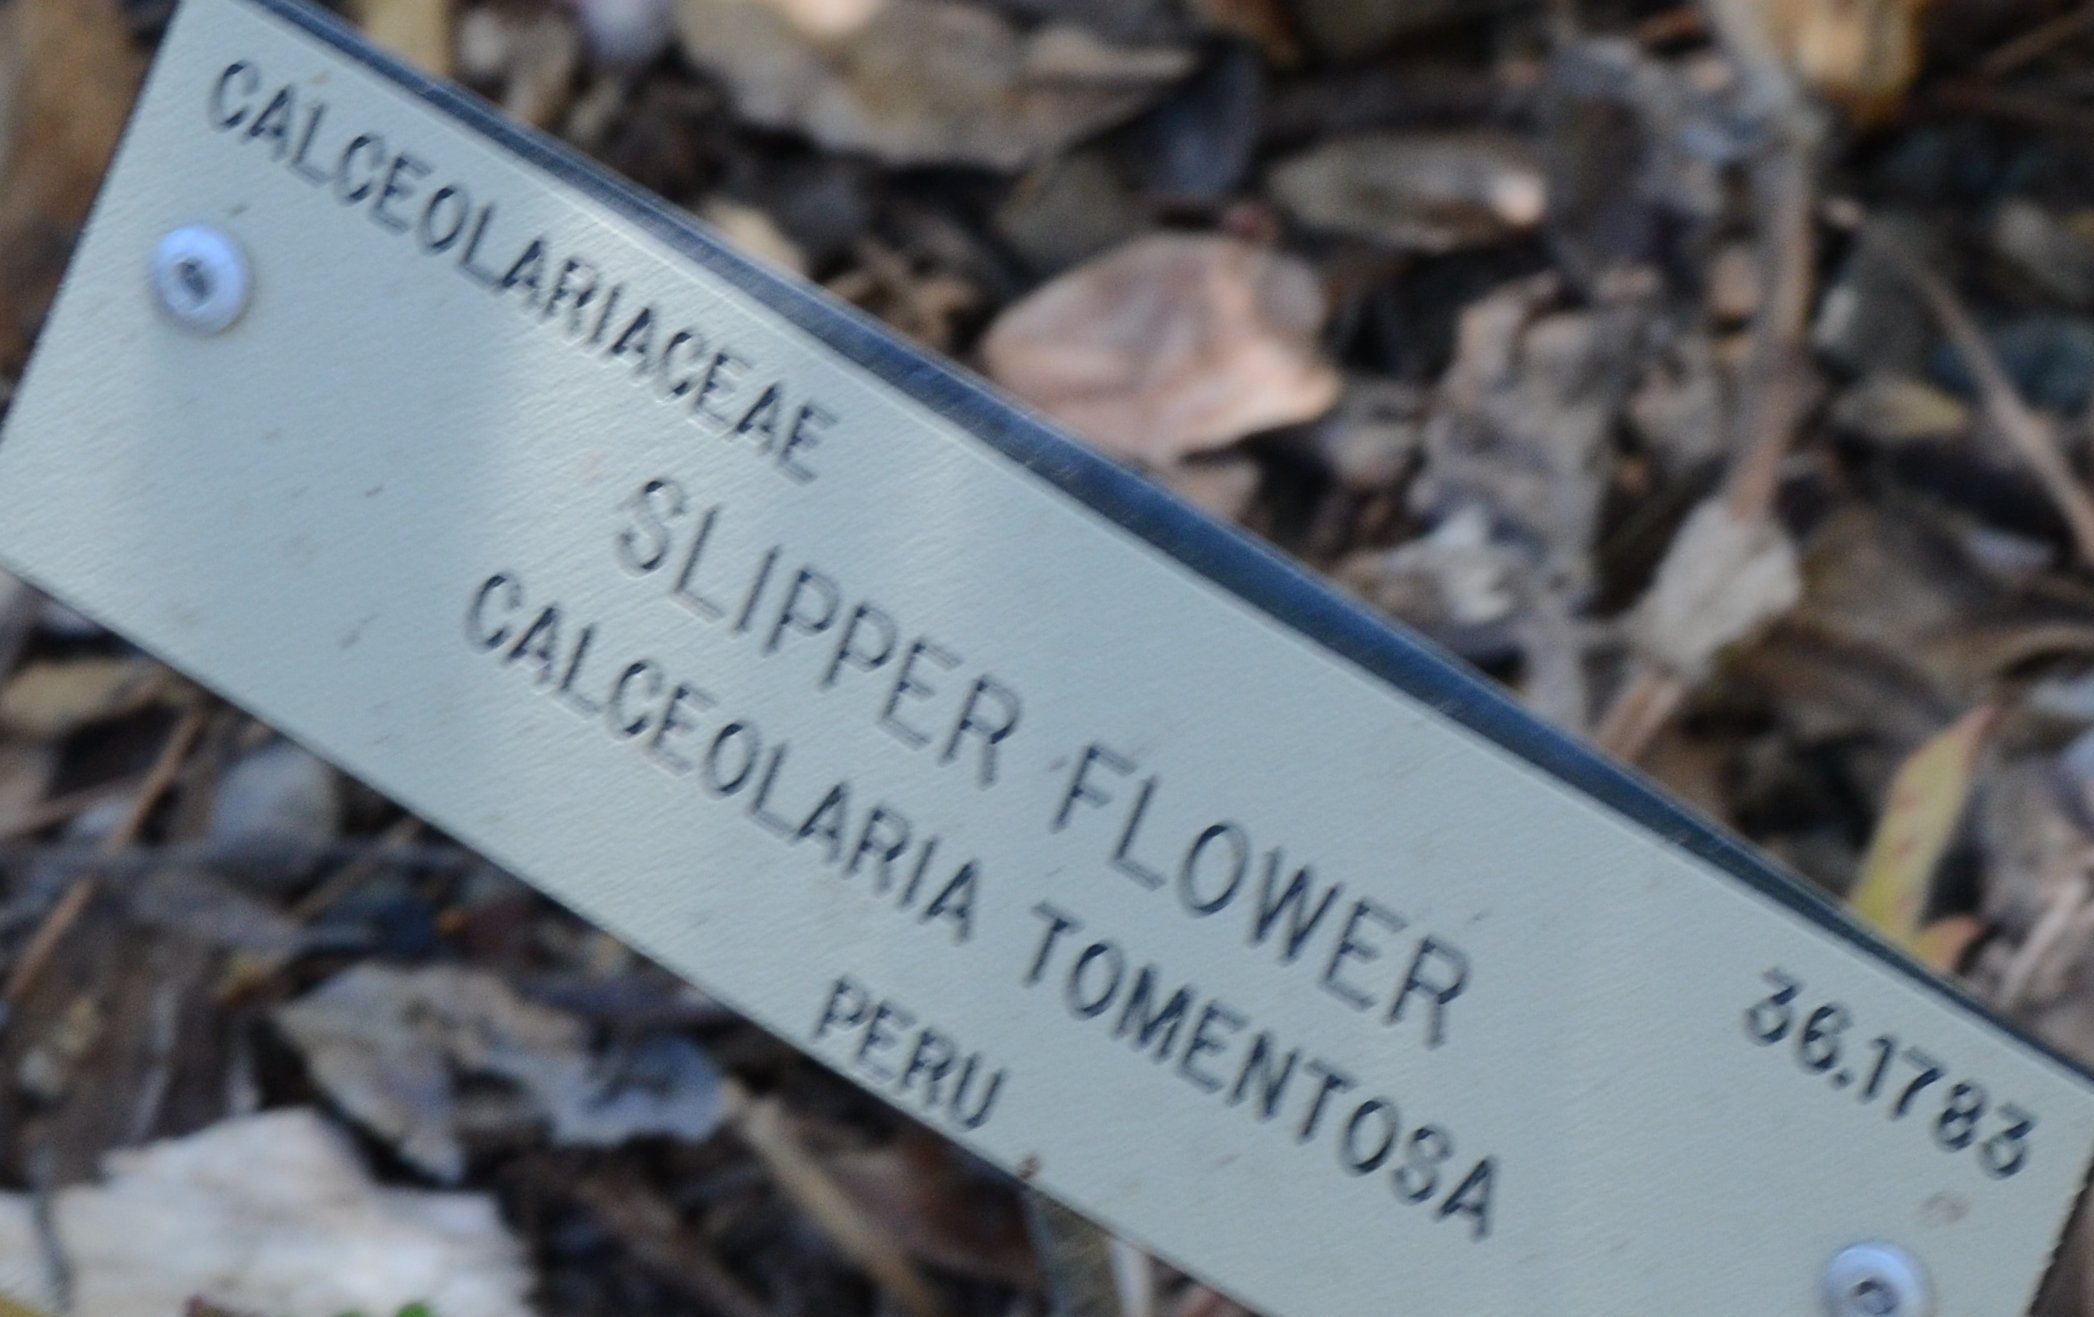 CALCEOLARIACEAE
36.1783
SLIPPER FLOWER
CALCEOLARIA TOMENTOSA
PERU